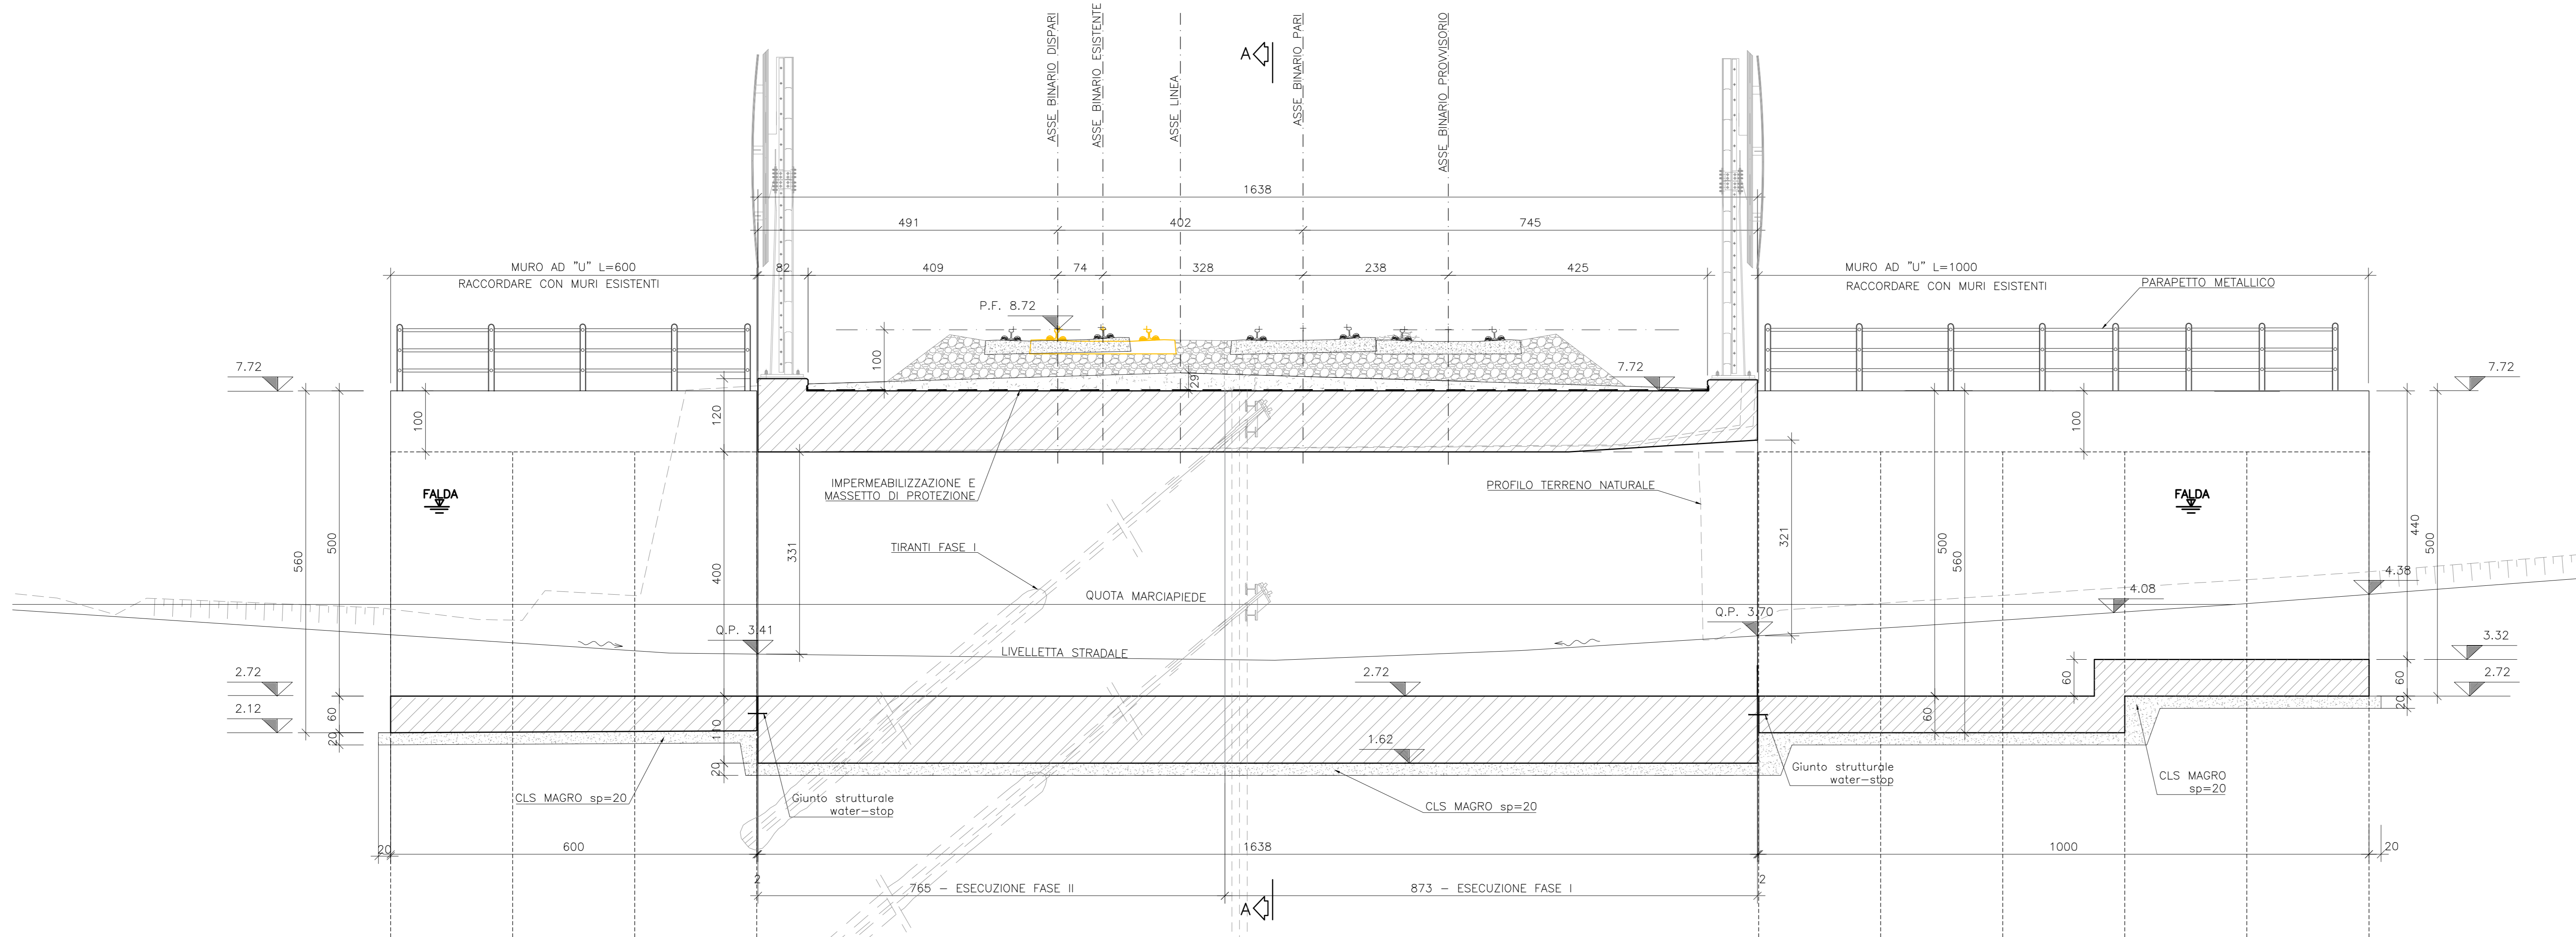 ASSE BINARIO DISPARI
ASSE BINARIO ESISTENTE
ASSE LINEA
ASSE BINARIO PARI
ASSE BINARIO PROVVISORIO
A
1638
491
402
745
MURO AD "U" L=600
RACCORDARE CON MURI ESISTENTI
82
409
74
328
238
425
MURO AD "U" L=1000
RACCORDARE CON MURI ESISTENTI
PARAPETTO METALLICO
P.F. 8.72
100
7.72
7.72
7.72
29
100
120
100
IMPERMEABILIZZAZIONE E
MASSETTO DI PROTEZIONE
PROFILO TERRENO NATURALE
FALDA
FALDA
560
500
400
331
321
500
560
440
500
TIRANTI FASE I
QUOTA MARCIAPIEDE
Q.P. 3.41
Q.P. 3.70
4.08
4.38
LIVELLETTA STRADALE
3.32
2.72
2.72
2.72
2.12
60
20
110
20
1.62
60
60
60
20
Giunto strutturale
water-stop
Giunto strutturale
water-stop
CLS MAGRO sp=20
CLS MAGRO sp=20
CLS MAGRO
sp=20
20
600
1638
1000
20
2
765 - ESECUZIONE FASE II
873 - ESECUZIONE FASE I
2
A